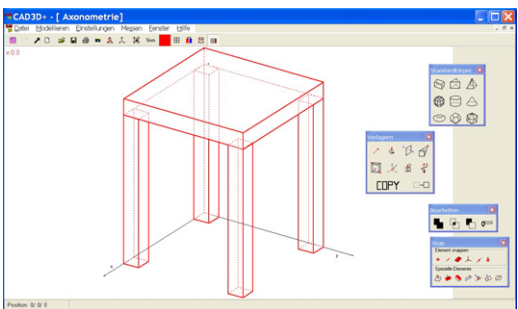 CAD3D+ - [ Axonometrie]
Datei Modellieren Einstellungen Messen Fenster Hilfe
5mm
x 0.3
Standardkörper
Verlagern
COPY
Bearbeiten
Snap
Element snappen
Spezielle Elemente
x
y
Position: 0/ 0/ 0